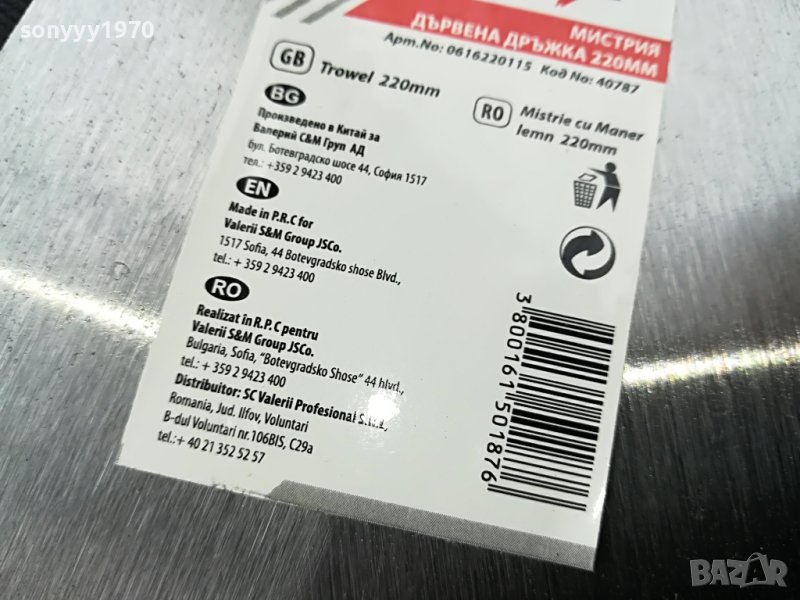 sonyyy1970
МИСТРИЯ
ДЪРВЕНА ДРЪЖКА 220ММ
Арт.No: 0616220115 Код No: 40787
GB Trowel 220mm
RO Mistrie cu Maner
lemn 220mm
BG
Произведено в Китай за
Валерий С&М Груп АД
бул. Ботевградско шосе 44, София 1517
тел.: +359 2 9423 400
EN
Made in P.R.C for
Valerii S&M Group JSCo.
1517 Sofia, 44 Botevgradsko shose Blvd.,
tel.: + 359 2 9423 400
RO
Realizat în R.P. C pentru
Valerii S&M Group JSCo.
Bulgaria, Sofia, "Botevgradsko Shose" 44 blvd.,
tel.: + 359 2 9423 400
Distribuitor: SC Valerii Profesional S.R.L.,
Romania, Jud. Ilfov, Voluntari
B-dul Voluntari nr.106BIS, C29a
tel.:+ 40 21 352 52 57
3800161501876
BAZAR